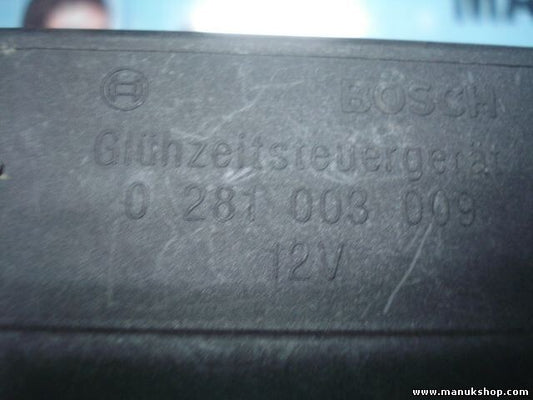 BOSCH
Glühzeitsteuergerät
0 281 003 009
12V
www.manukshop.com